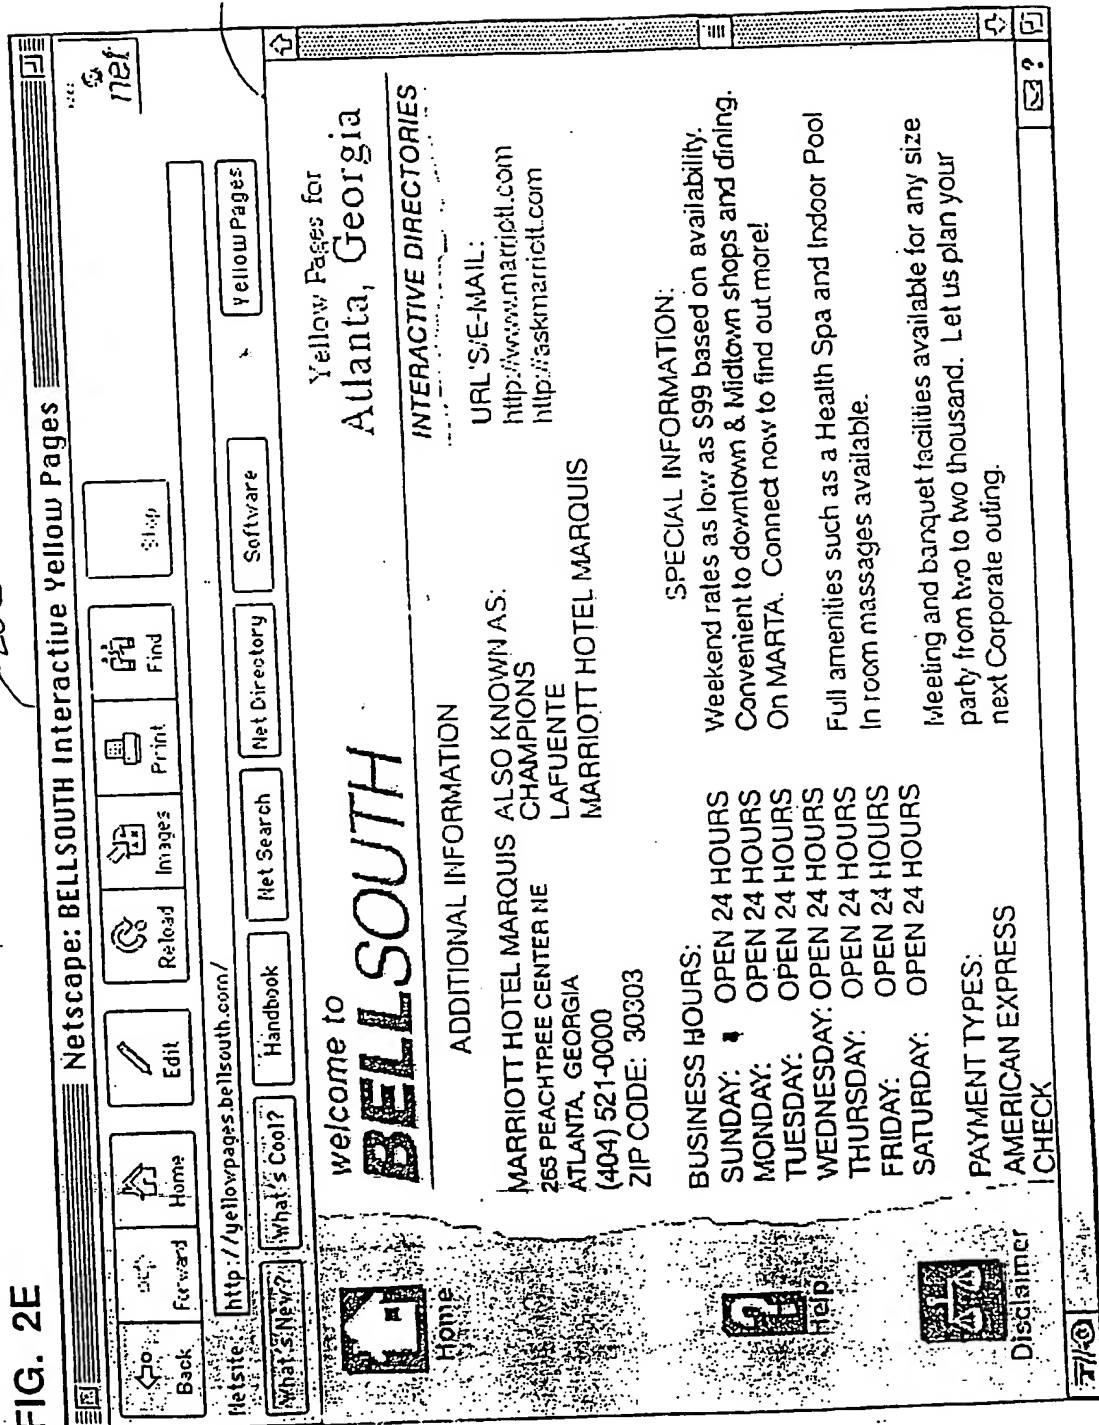 FIG. 2E
Netscape: BELLSOUTH Interactive Yellow Pages
Back
Forward
Home
Edit
Reload
Images
Print
Find
Stop
net
Netsite:
http://yellowpages.bellsouth.com/
What's New?
What's Cool?
Handbook
Net Search
Net Directory
Software
Yellow Pages
Home
Help
Disclaimer
welcome to
BELLSOUTH
Yellow Pages for
Atlanta, Georgia
INTERACTIVE DIRECTORIES
ADDITIONAL INFORMATION
MARRIOTT HOTEL MARQUIS
265 PEACHTREE CENTER NE
ATLANTA, GEORGIA
(404) 521-0000
ZIP CODE: 30303
ALSO KNOWN AS:
CHAMPIONS
LAFUENTE
MARRIOTT HOTEL MARQUIS
URL'S/E-MAIL:
http://www.marriott.com
http://askmarriott.com
BUSINESS HOURS:
SUNDAY: OPEN 24 HOURS
MONDAY: OPEN 24 HOURS
TUESDAY: OPEN 24 HOURS
WEDNESDAY: OPEN 24 HOURS
THURSDAY: OPEN 24 HOURS
FRIDAY: OPEN 24 HOURS
SATURDAY: OPEN 24 HOURS
PAYMENT TYPES:
AMERICAN EXPRESS
CHECK
SPECIAL INFORMATION:
Weekend rates as low as $99 based on availability.
Convenient to downtown & Midtown shops and dining.
On MARTA. Connect now to find out more!
Full amenities such as a Health Spa and Indoor Pool
In room massages available.
Meeting and banquet facilities available for any size
party from two to two thousand. Let us plan your
next Corporate outing.
?